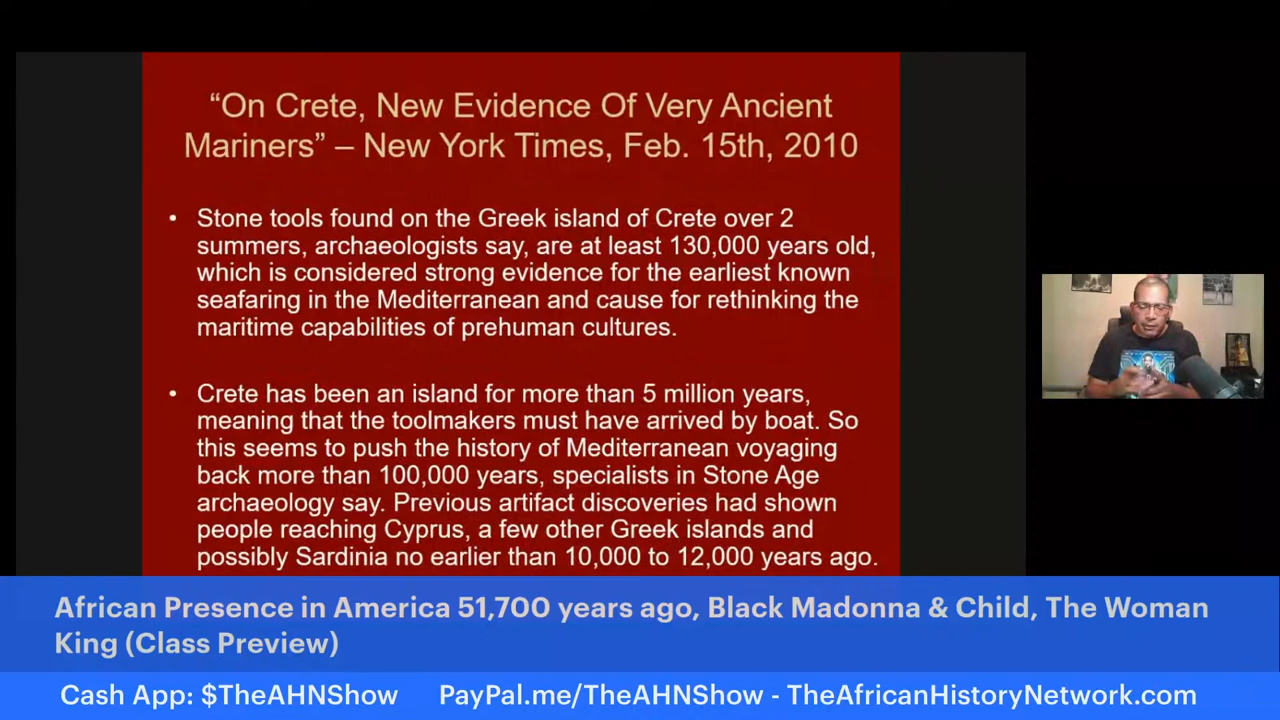 “On Crete, New Evidence Of Very Ancient
Mariners” – New York Times, Feb. 15th, 2010
• Stone tools found on the Greek island of Crete over 2
summers, archaeologists say, are at least 130,000 years old,
which is considered strong evidence for the earliest known
seafaring in the Mediterranean and cause for rethinking the
maritime capabilities of prehuman cultures.
• Crete has been an island for more than 5 million years,
meaning that the toolmakers must have arrived by boat. So
this seems to push the history of Mediterranean voyaging
back more than 100,000 years, specialists in Stone Age
archaeology say. Previous artifact discoveries had shown
people reaching Cyprus, a few other Greek islands and
possibly Sardinia no earlier than 10,000 to 12,000 years ago.
African Presence in America 51,700 years ago, Black Madonna & Child, The Woman
King (Class Preview)
Cash App: $TheAHNShow PayPal.me/TheAHNShow - TheAfricanHistoryNetwork.com